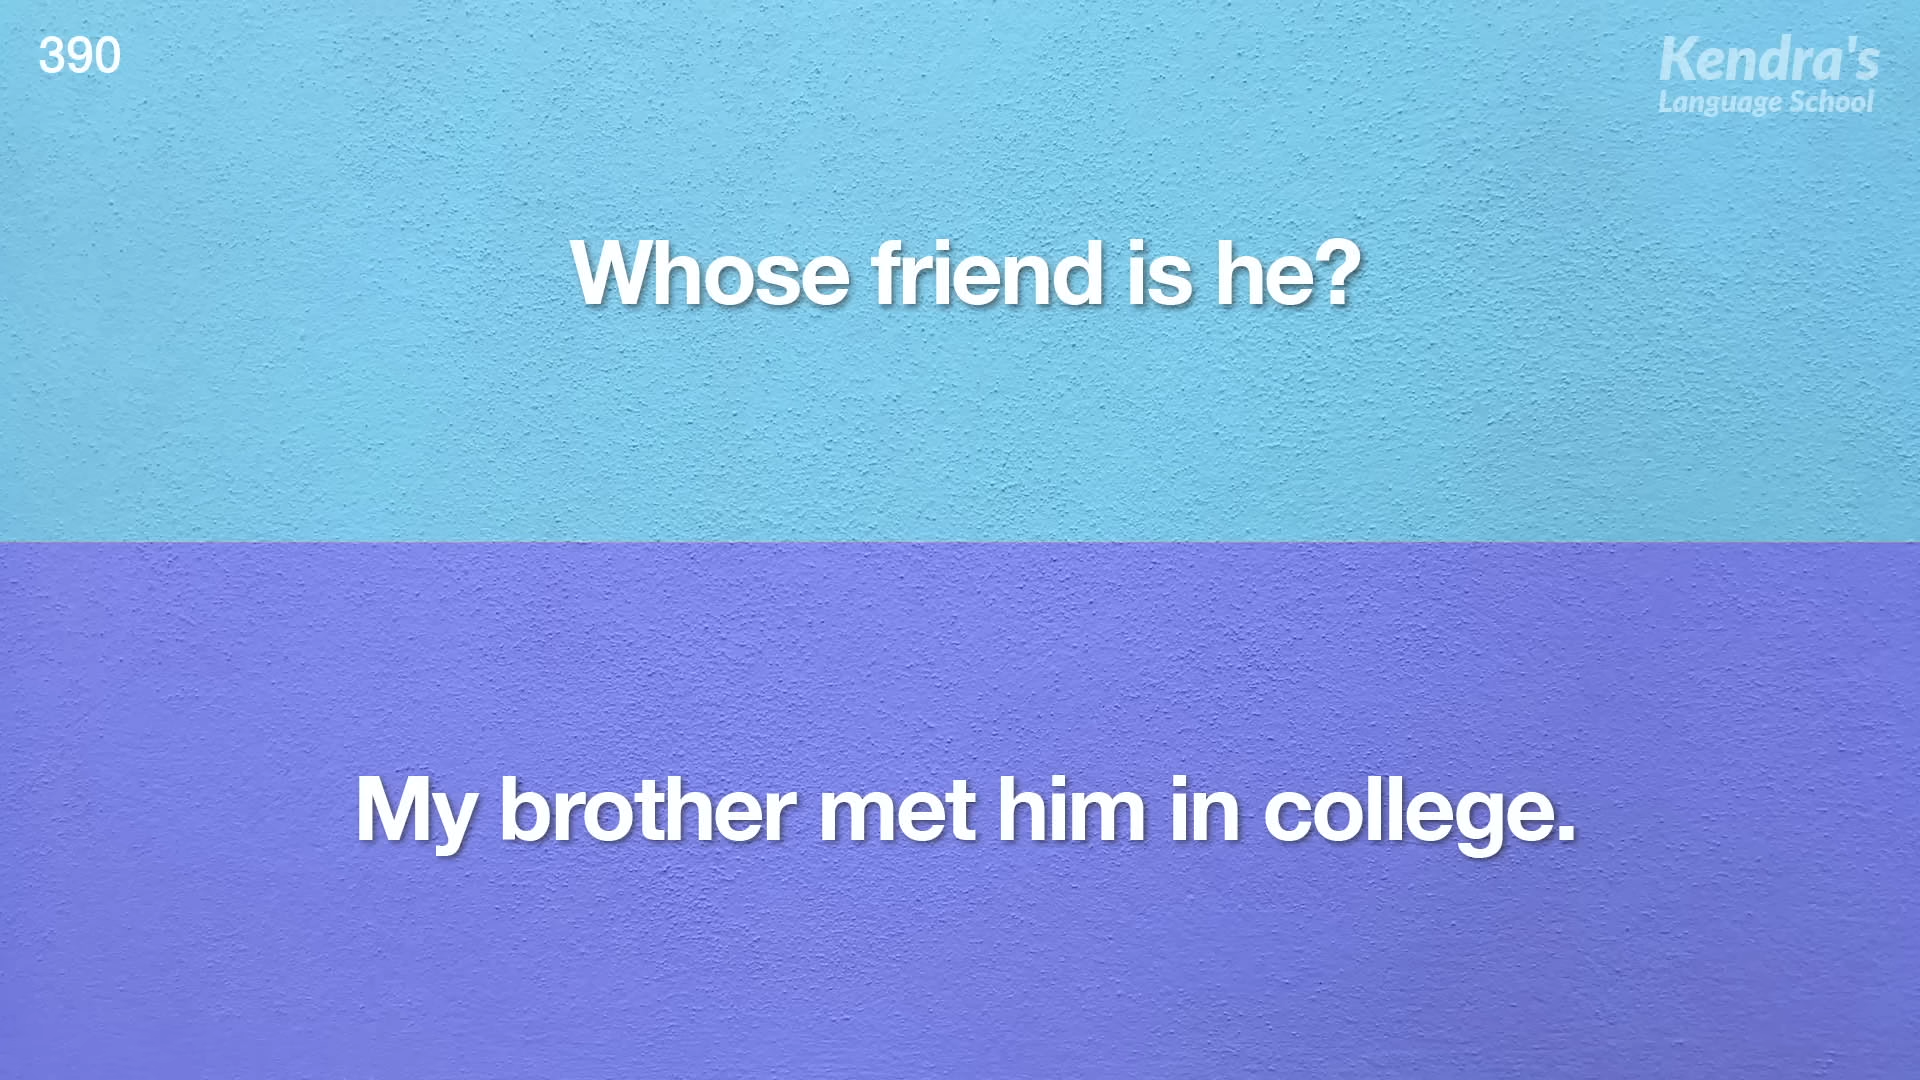 390
Kendra's
Language School
Whose friend is he?
My brother met him in college.